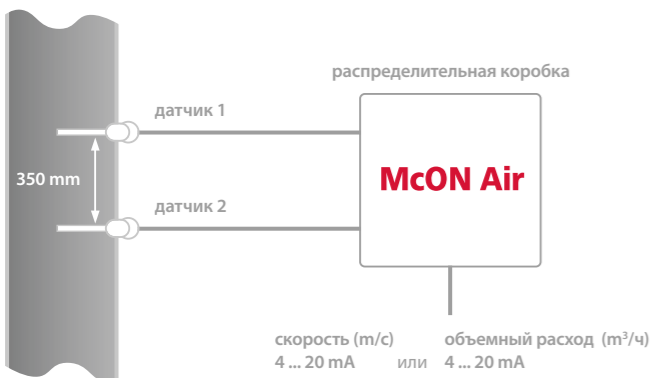 распределительная коробка
датчик 1
McON Air
350 mm
датчик 2
скорость (m/с) объемный расход (m³/ч)
4 ... 20 mA или 4 ... 20 mA